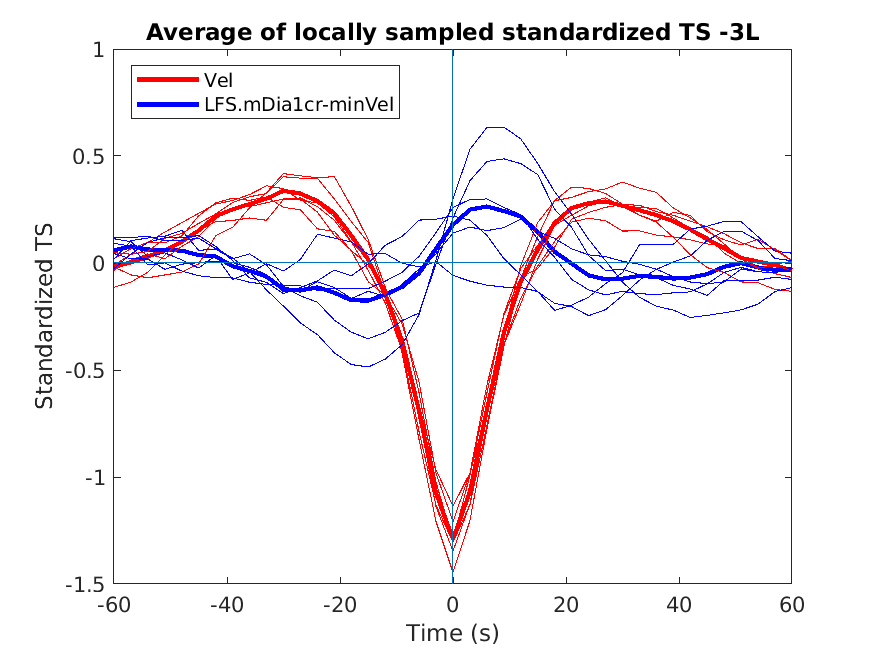 Average of locally sampled standardized TS -3L
Vel
LFS.mDia1cr-minVel
1
0.5
0
-0.5
-1
-1.5
Standardized TS
-60
-40
-20
0
20
40
60
Time (s)